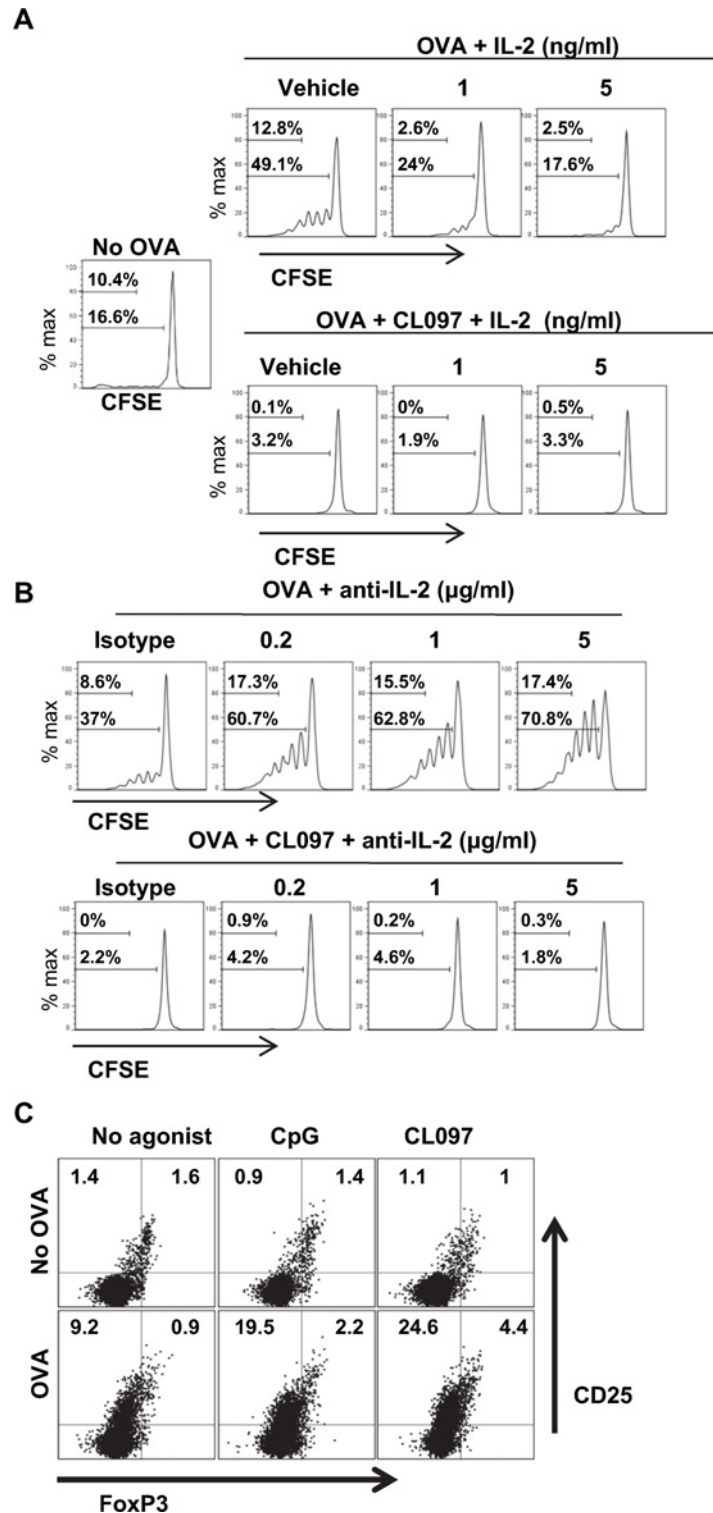 A
OVA + IL-2 (ng/ml)
Vehicle 1 5
12.8% 2.6% 2.5%
49.1% 24% 17.6%
% max
CFSE
No OVA
10.4%
16.6%
% max
CFSE
OVA + CL097 + IL-2 (ng/ml)
Vehicle 1 5
0.1% 0% 0.5%
3.2% 1.9% 3.3%
% max
CFSE
B
OVA + anti-IL-2 (µg/ml)
Isotype 0.2 1 5
8.6% 17.3% 15.5% 17.4%
37% 60.7% 62.8% 70.8%
% max
CFSE
OVA + CL097 + anti-IL-2 (µg/ml)
Isotype 0.2 1 5
0% 0.9% 0.2% 0.3%
2.2% 4.2% 4.6% 1.8%
% max
CFSE
C
No agonist CpG CL097
No OVA
1.4 1.6 0.9 1.4 1.1 1
OVA
9.2 0.9 19.5 2.2 24.6 4.4
CD25
FoxP3